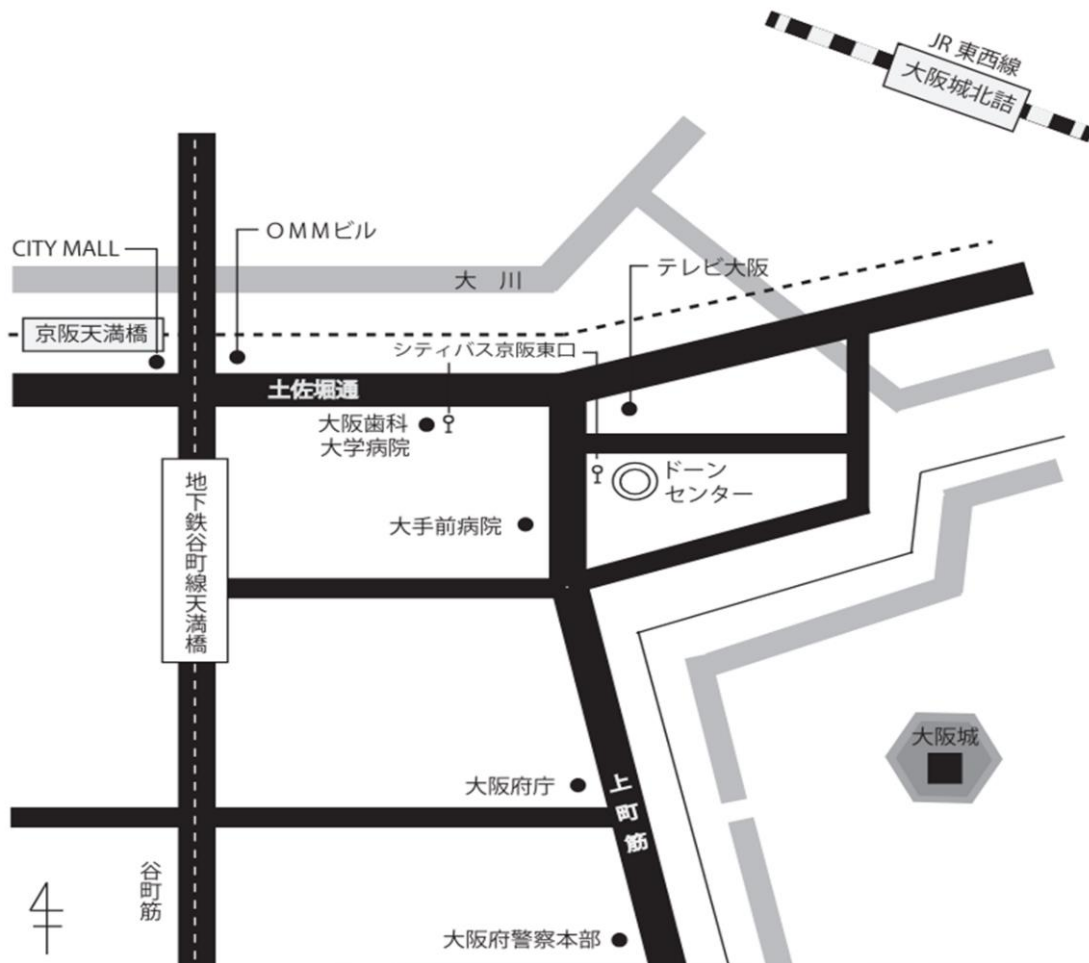 JR 東西線
大阪城北詰
OMMビル
CITY MALL
テレビ大阪
大 川
京阪天満橋
シティバス京阪東口
土佐堀通
大阪歯科
大学病院
ドーン
センター
大手前病院
地下鉄谷町線天満橋
大阪城
大阪府庁
上町筋
谷町筋
大阪府警察本部